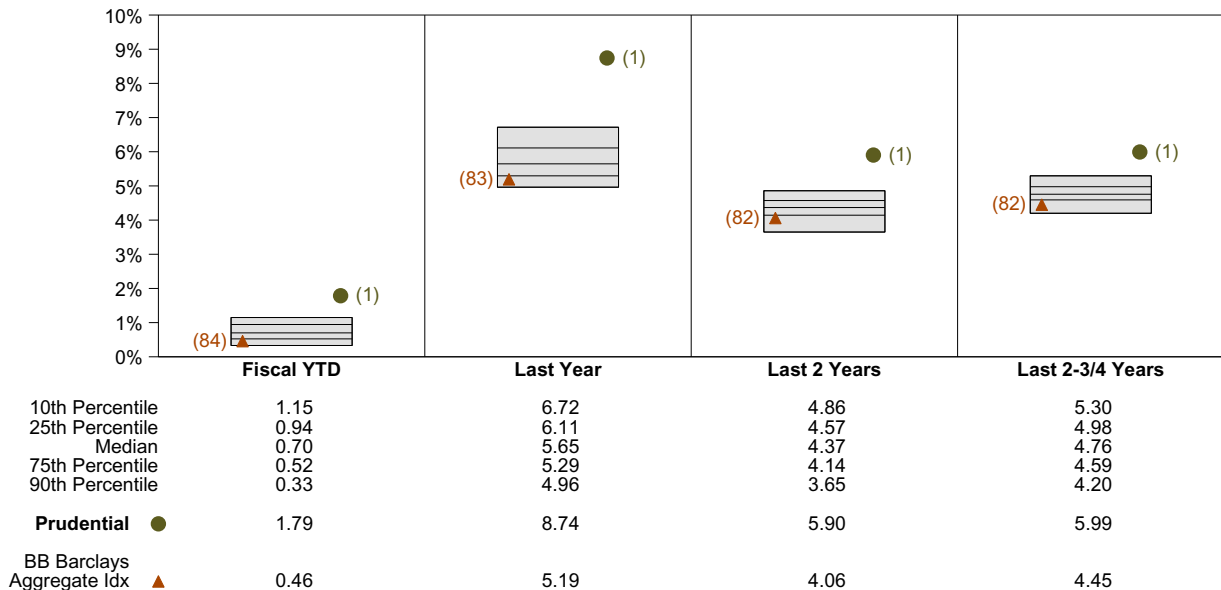 10%
9%
8%
7%
6%
5%
4%
3%
2%
1%
0%
(84) (1)
(83) (1)
(82) (1)
(82) (1)
Fiscal YTD Last Year Last 2 Years Last 2-3/4 Years
10th Percentile 1.15 6.72 4.86 5.30
25th Percentile 0.94 6.11 4.57 4.98
Median 0.70 5.65 4.37 4.76
75th Percentile 0.52 5.29 4.14 4.59
90th Percentile 0.33 4.96 3.65 4.20
Prudential 1.79 8.74 5.90 5.99
BB Barclays
Aggregate Idx 0.46 5.19 4.06 4.45